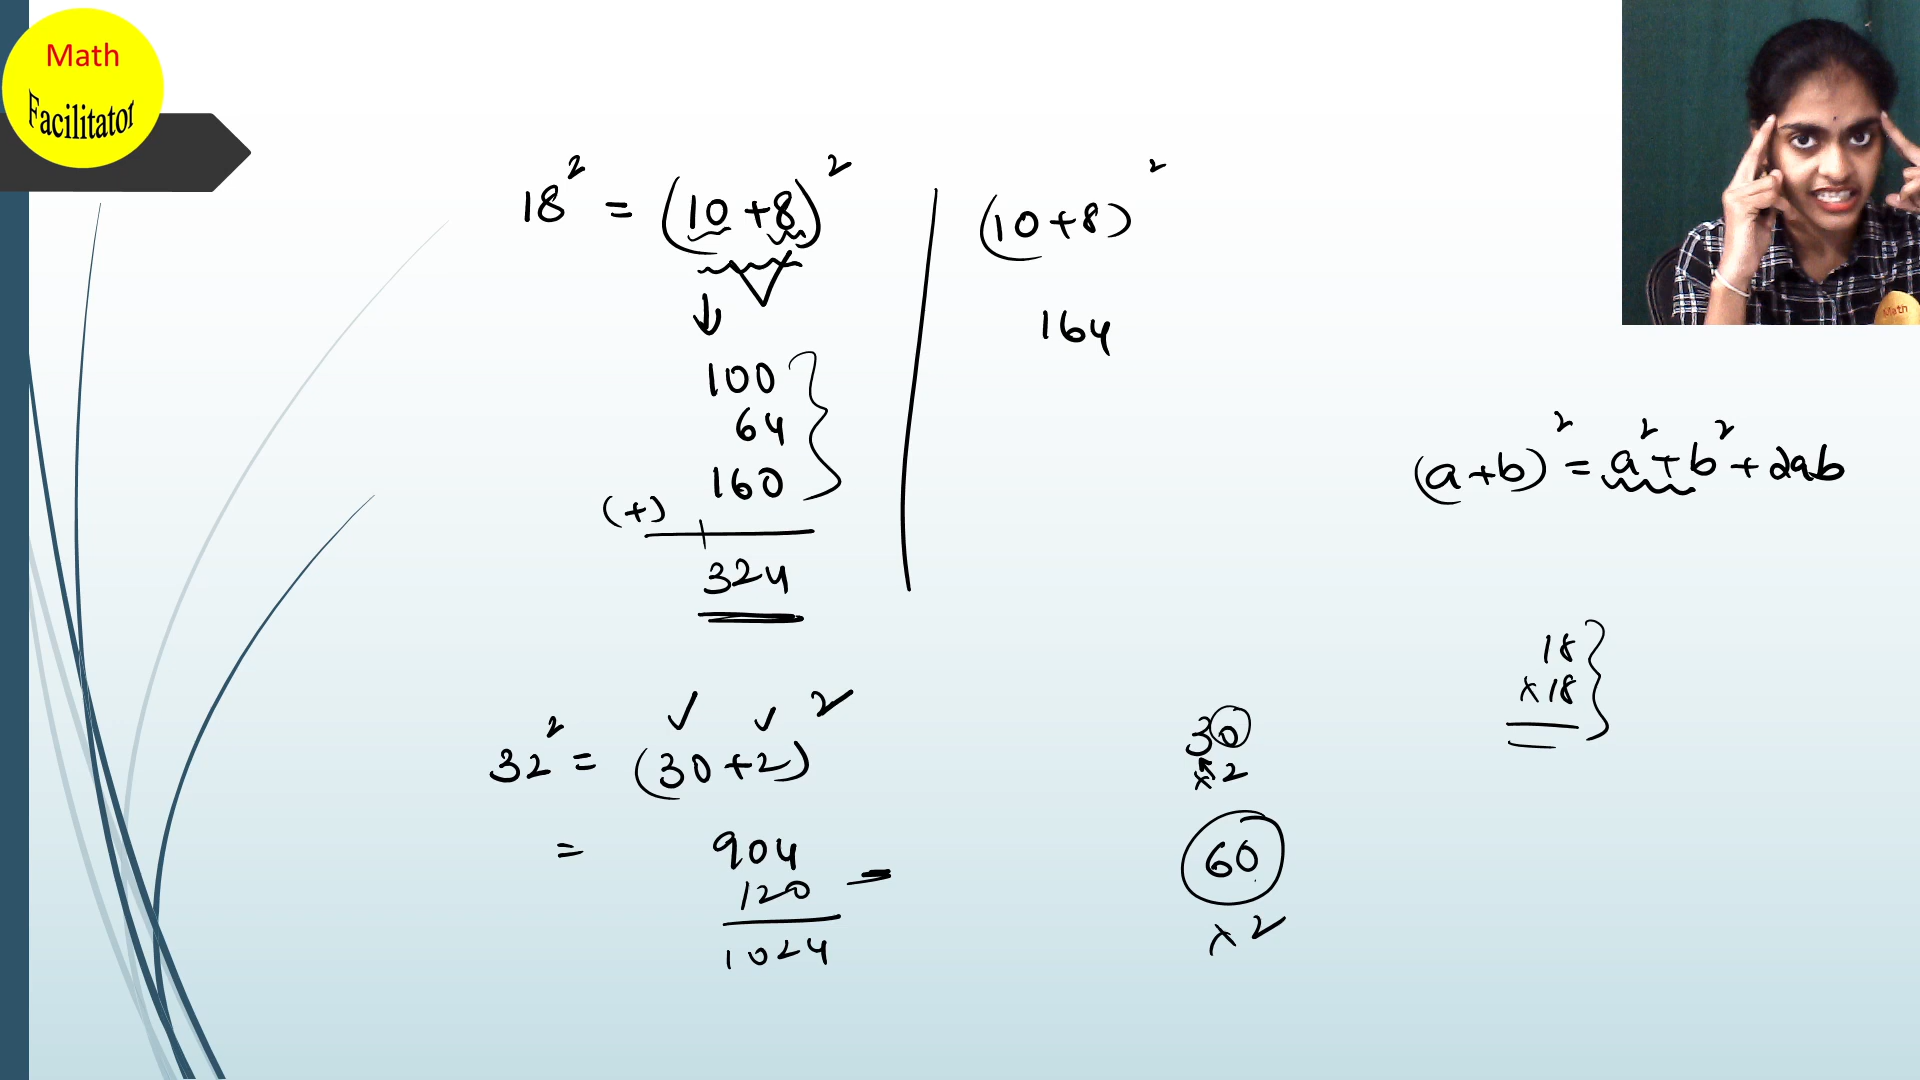 Math
Facilitator
18² = (10+8)²
100
64
160
(+)
324
(10+8)²
164
(a+b)² = a²+b²+2ab
18
×18
32² = (30+2)²
= 904
120
1024
30
×2
60
×2
Math